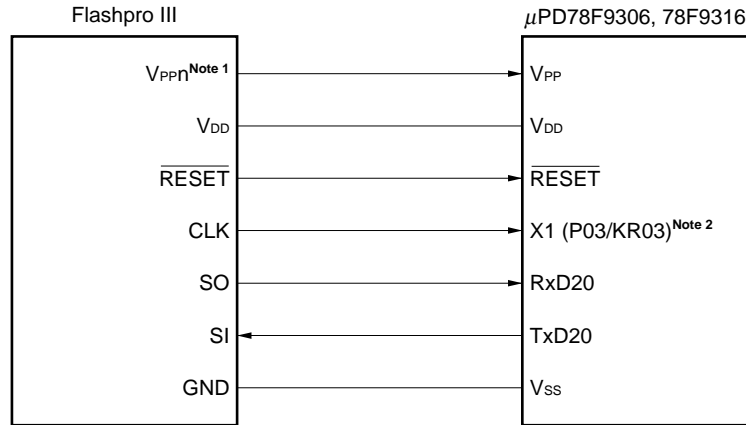 Flashpro III
μPD78F9306, 78F9316
VPPnNote 1
VPP
VDD
VDD
RESET
RESET
CLK
X1 (P03/KR03)Note 2
SO
RxD20
SI
TxD20
GND
VSS